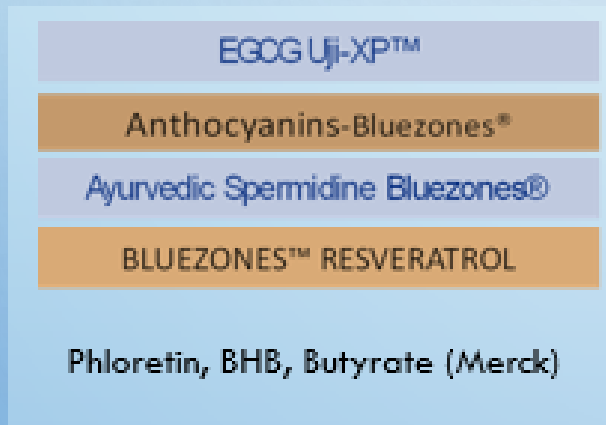 EGCG Uji-XP™
Anthocyanins-Bluezones®
Ayurvedic Spermidine Bluezones®
BLUEZONES™ RESVERATROL
Phloretin, BHB, Butyrate (Merck)